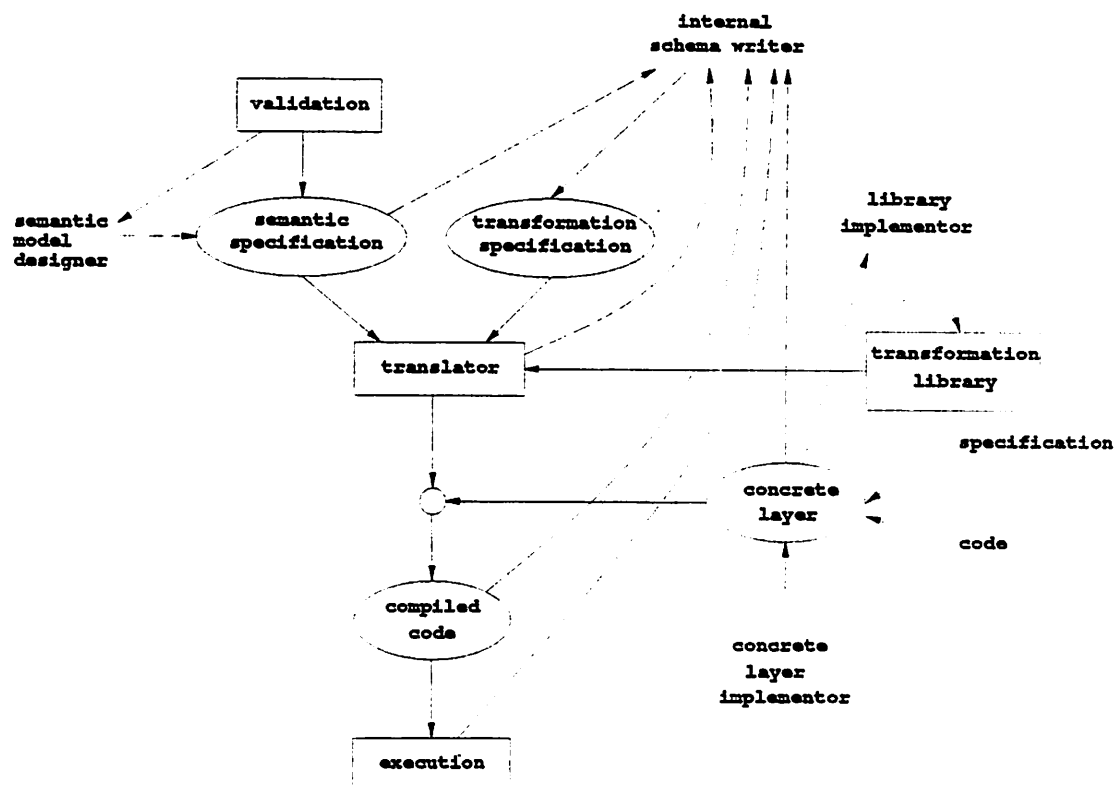 internal
schema writer
validation
semantic
model
designer
semantic
specification
transformation
specification
library
implementor
translator
transformation
library
specification
concrete
layer
code
compiled
code
concrete
layer
implementor
execution